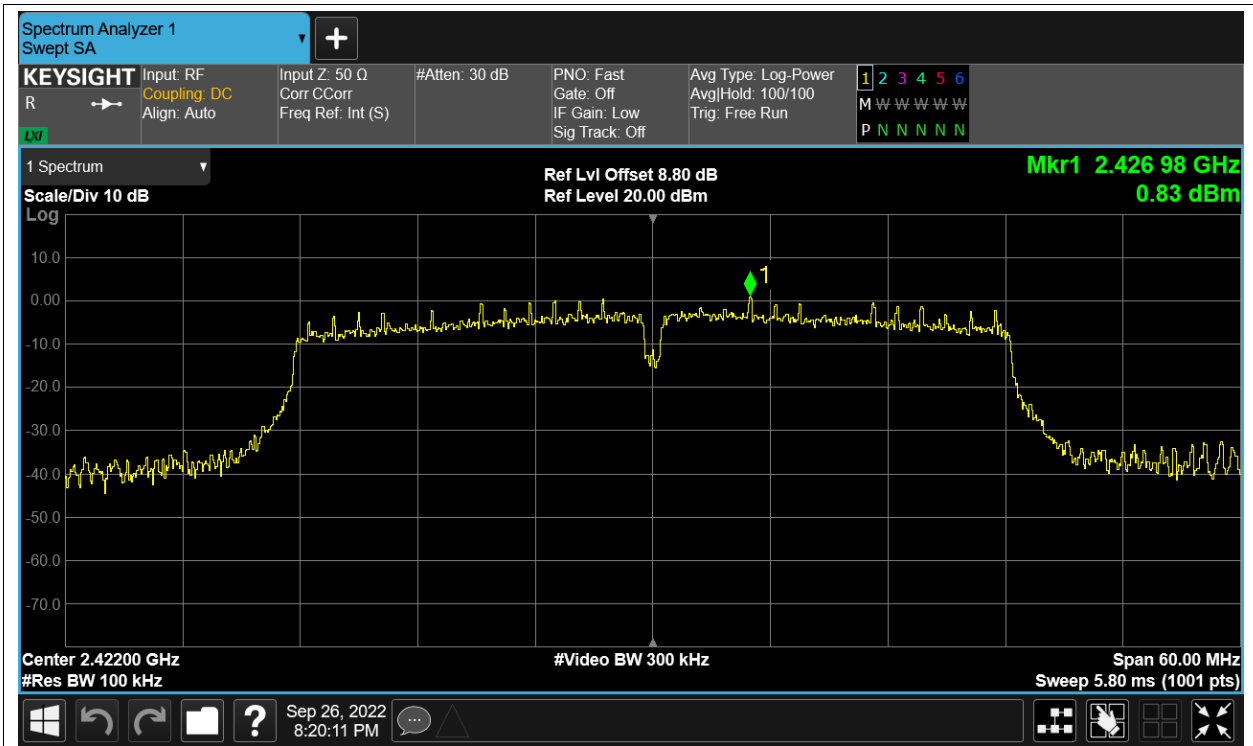 Spectrum Analyzer 1
Swept SA
KEYSIGHT
R
LXI
Input: RF
Coupling: DC
Align: Auto
Input Z: 50 Ω
Corr CCorr
Freq Ref: Int (S)
#Atten: 30 dB
PNO: Fast
Gate: Off
IF Gain: Low
Sig Track: Off
Avg Type: Log-Power
Avg|Hold: 100/100
Trig: Free Run
1 2 3 4 5 6
M W W W W W
P N N N N N
1 Spectrum
Scale/Div 10 dB
Ref Lvl Offset 8.80 dB
Ref Level 20.00 dBm
Mkr1 2.426 98 GHz
0.83 dBm
Log
10.0
0.00
-10.0
-20.0
-30.0
-40.0
-50.0
-60.0
-70.0
1
Center 2.42200 GHz
#Res BW 100 kHz
#Video BW 300 kHz
Span 60.00 MHz
Sweep 5.80 ms (1001 pts)
?
Sep 26, 2022
8:20:11 PM